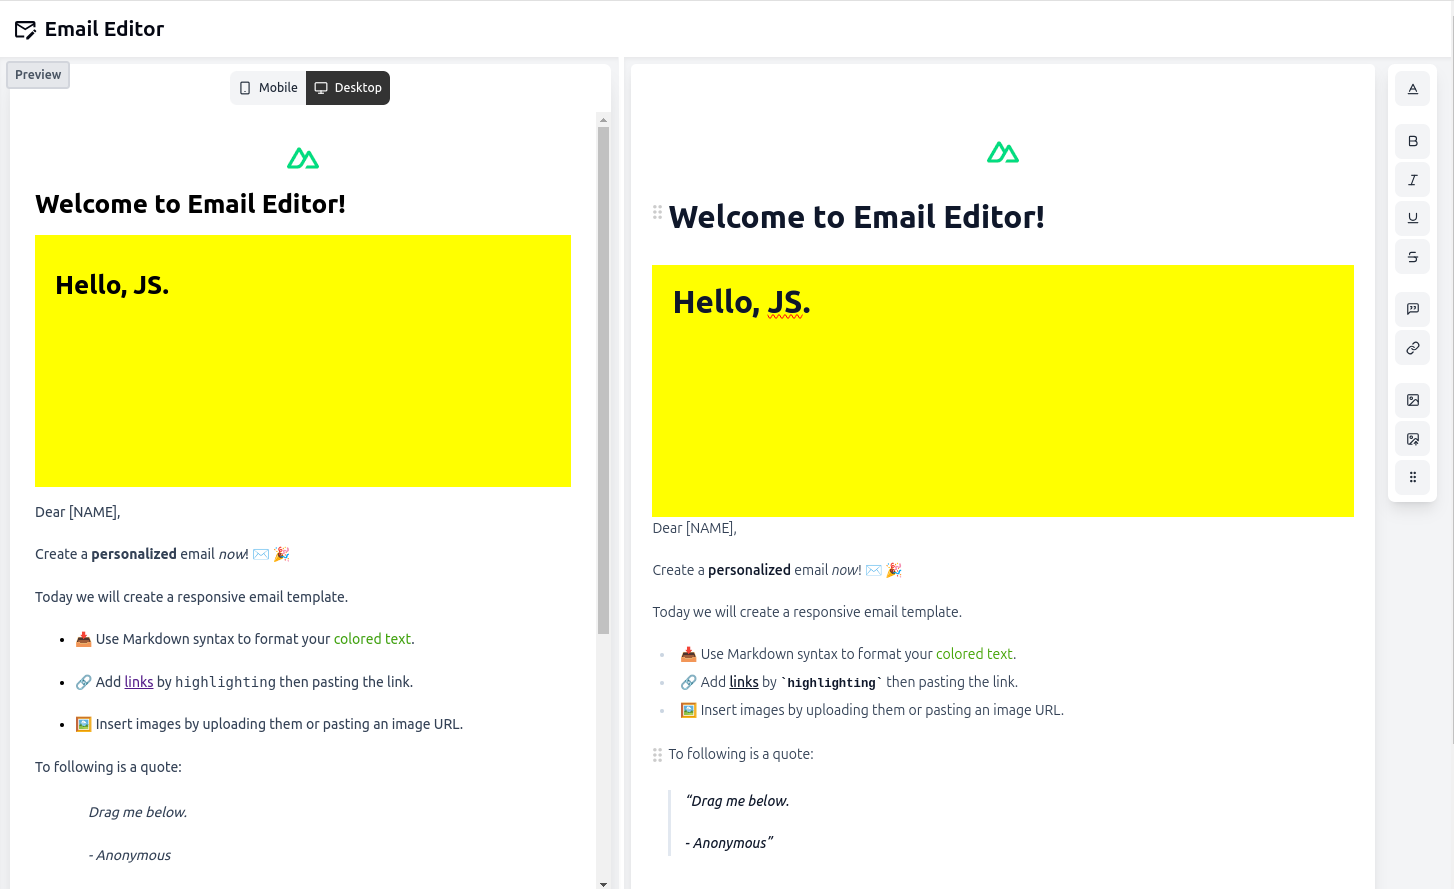 Email Editor
Preview
Mobile
Desktop
Welcome to Email Editor!
Hello, JS.
Dear [NAME],
Create a personalized email now! ✉️ 🎉
Today we will create a responsive email template.
• 📥 Use Markdown syntax to format your colored text.
• 🔗 Add links by highlighting then pasting the link.
• 🖼️ Insert images by uploading them or pasting an image URL.
To following is a quote:
Drag me below.
- Anonymous
Welcome to Email Editor!
Hello, JS.
Dear [NAME],
Create a personalized email now! ✉️ 🎉
Today we will create a responsive email template.
• 📥 Use Markdown syntax to format your colored text.
• 🔗 Add links by `highlighting` then pasting the link.
• 🖼️ Insert images by uploading them or pasting an image URL.
To following is a quote:
“Drag me below.
- Anonymous”